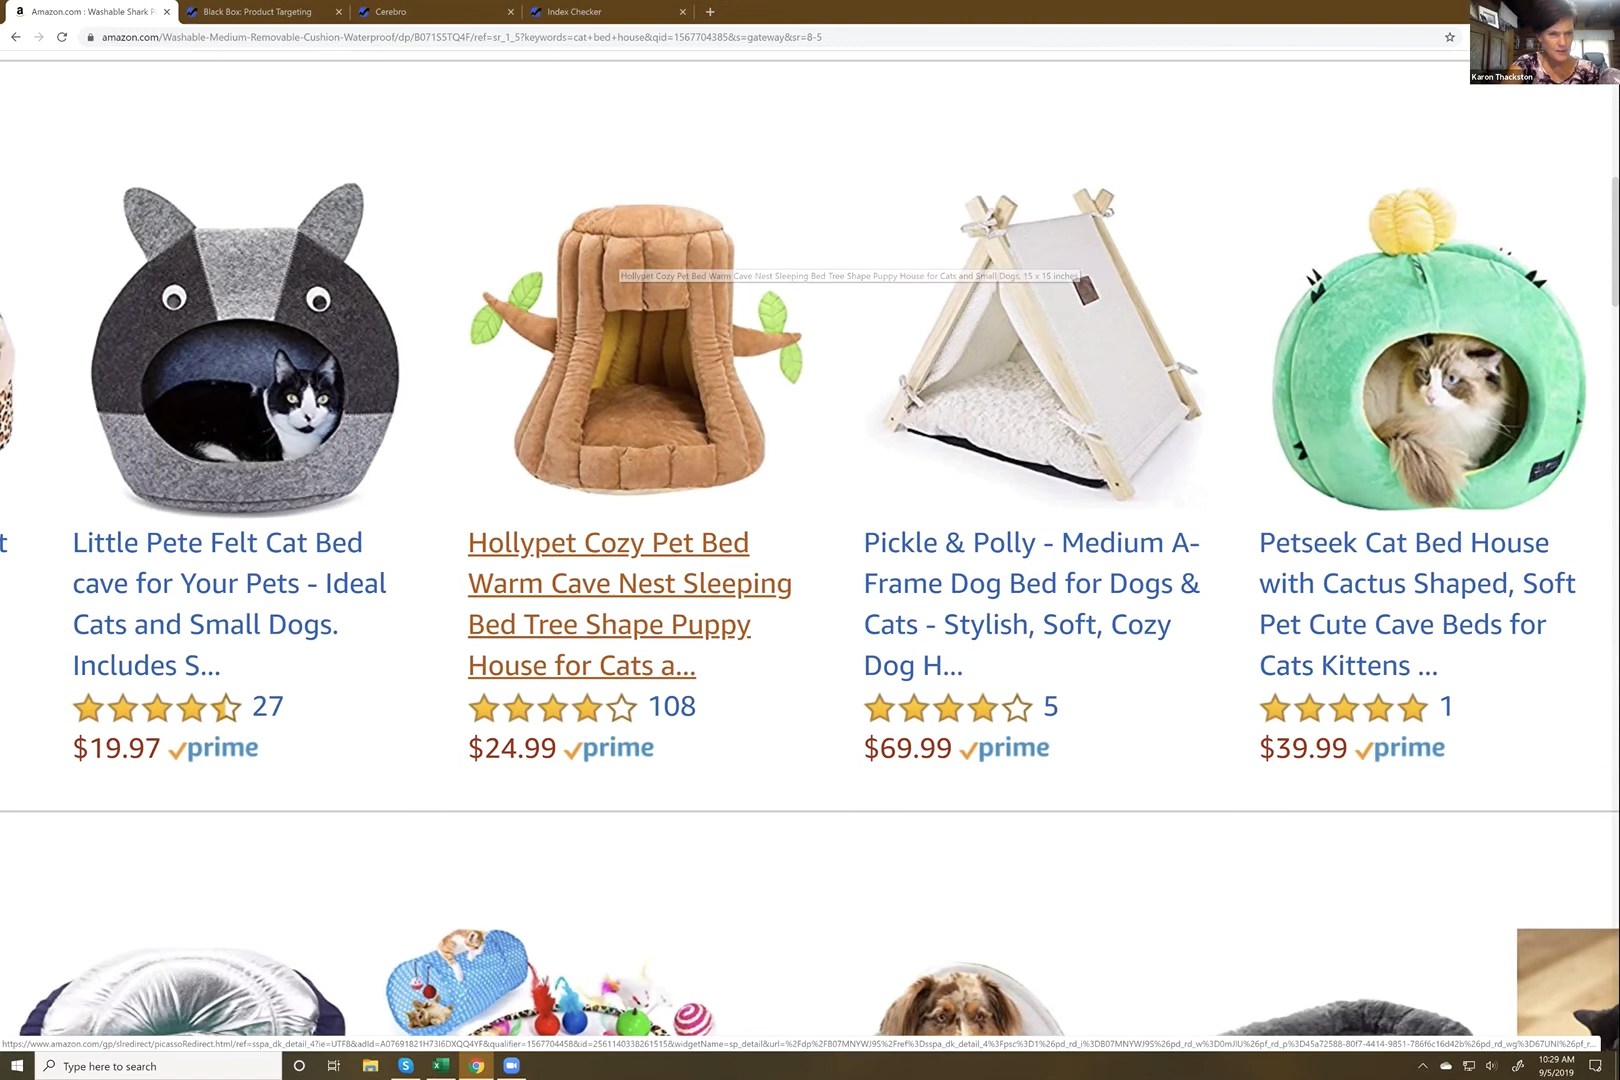 Amazon.com : Washable Shark P
Black Box: Product Targeting
Cerebro
Index Checker
amazon.com/Washable-Medium-Removable-Cushion-Waterproof/dp/B071S5TQ4F/ref=sr_1_5?keywords=cat+bed+house&qid=1567704385&s=gateway&sr=8-5
Karon Thackston
Hollypet Cozy Pet Bed Warm Cave Nest Sleeping Bed Tree Shape Puppy House for Cats and Small Dogs, 15 x 15 inches
t
Little Pete Felt Cat Bed
cave for Your Pets - Ideal
Cats and Small Dogs.
Includes S...
27
$19.97 prime
Hollypet Cozy Pet Bed
Warm Cave Nest Sleeping
Bed Tree Shape Puppy
House for Cats a...
108
$24.99 prime
Pickle & Polly - Medium A-
Frame Dog Bed for Dogs &
Cats - Stylish, Soft, Cozy
Dog H...
5
$69.99 prime
Petseek Cat Bed House
with Cactus Shaped, Soft
Pet Cute Cave Beds for
Cats Kittens ...
1
$39.99 prime
Type here to search
10:29 AM
9/5/2019